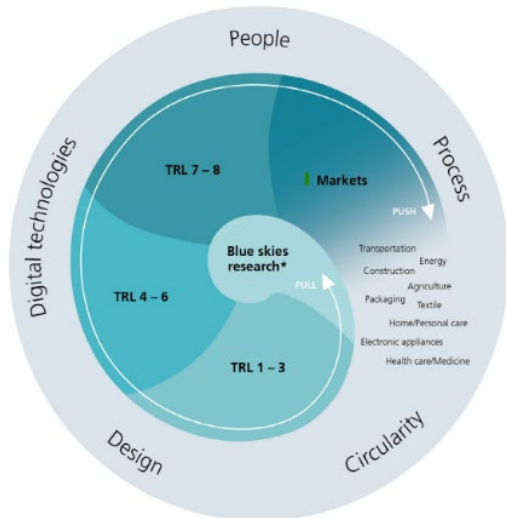 People
Digital technologies
Process
TRL 7 – 8
Markets
PUSH
Blue skies
research*
PULL
Transportation
Energy
Construction
Agriculture
Packaging
Textile
Home/Personal care
Electronic appliances
Health care/Medicine
TRL 4 – 6
TRL 1 – 3
Design
Circularity